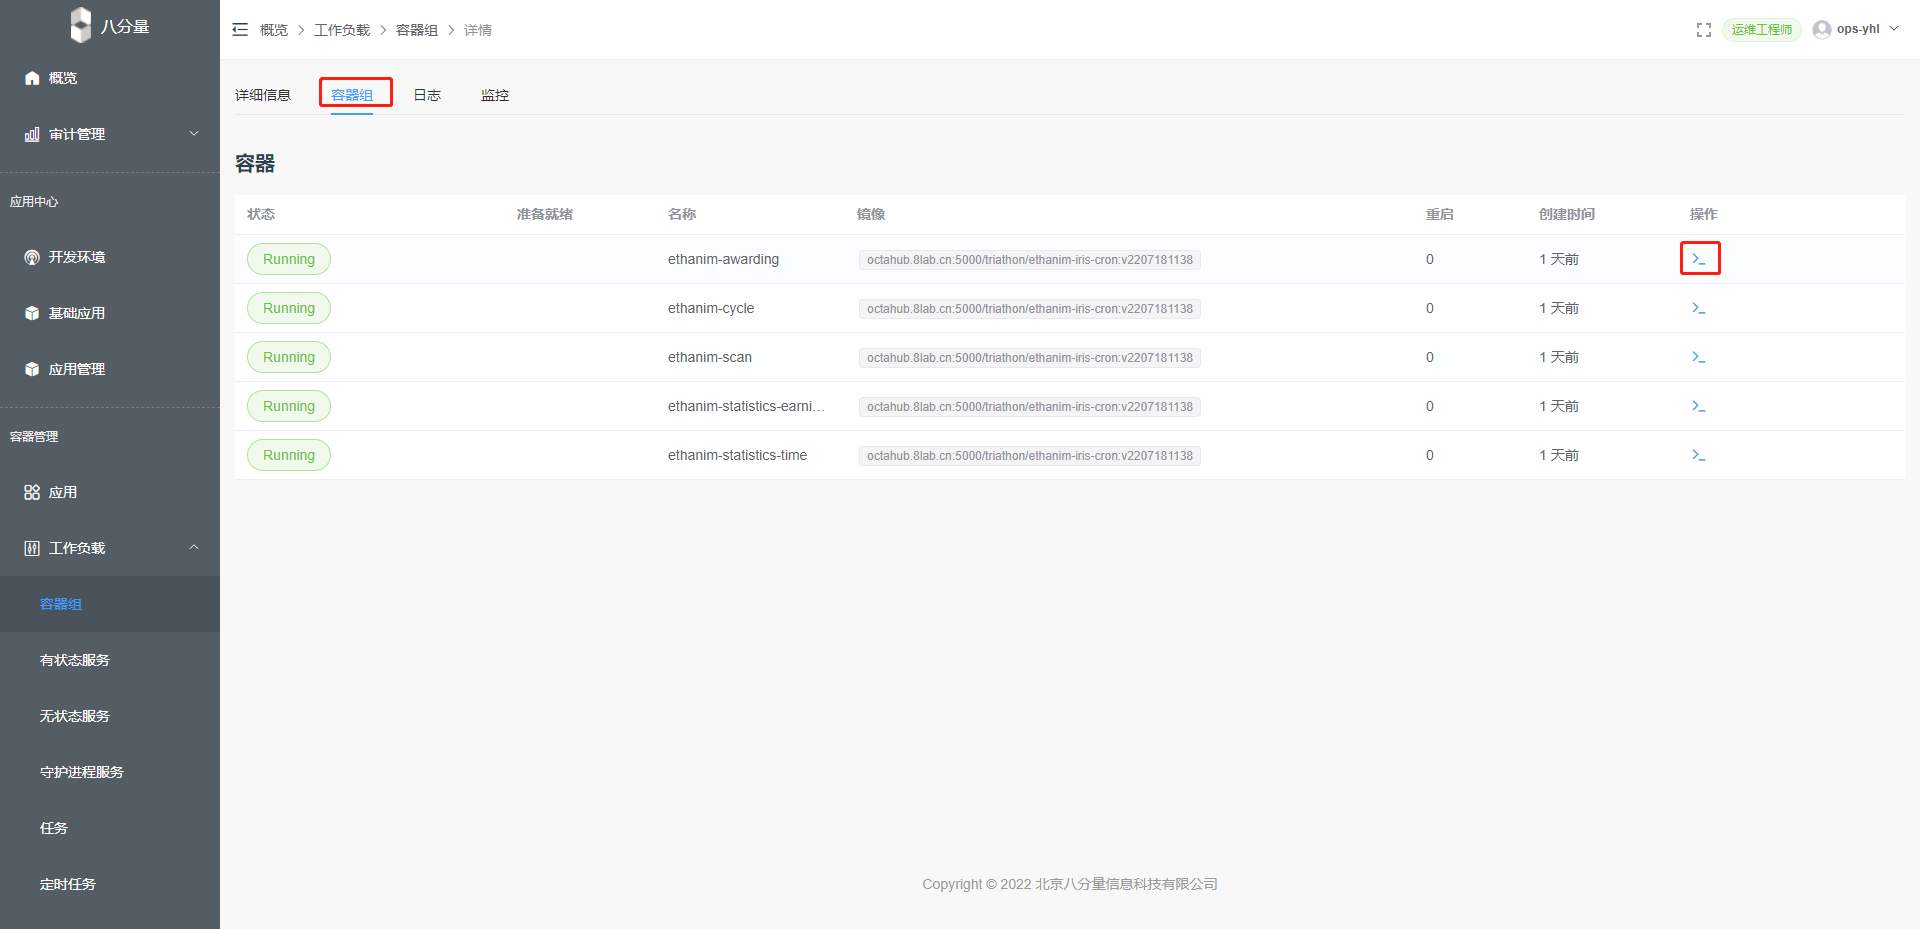 八分量
概览
审计管理
应用中心
开发环境
基础应用
应用管理
容器管理
应用
工作负载
容器组
有状态服务
无状态服务
守护进程服务
任务
定时任务
概览 > 工作负载 > 容器组 > 详情
运维工程师 ops-yhl
详细信息 容器组 日志 监控
容器
状态 准备就绪 名称 镜像 重启 创建时间 操作
Running ethanim-awarding octahub.8lab.cn:5000/triathon/ethanim-iris-cron:v2207181138 0 1 天前
Running ethanim-cycle octahub.8lab.cn:5000/triathon/ethanim-iris-cron:v2207181138 0 1 天前
Running ethanim-scan octahub.8lab.cn:5000/triathon/ethanim-iris-cron:v2207181138 0 1 天前
Running ethanim-statistics-earni... octahub.8lab.cn:5000/triathon/ethanim-iris-cron:v2207181138 0 1 天前
Running ethanim-statistics-time octahub.8lab.cn:5000/triathon/ethanim-iris-cron:v2207181138 0 1 天前
Copyright © 2022 北京八分量信息科技有限公司